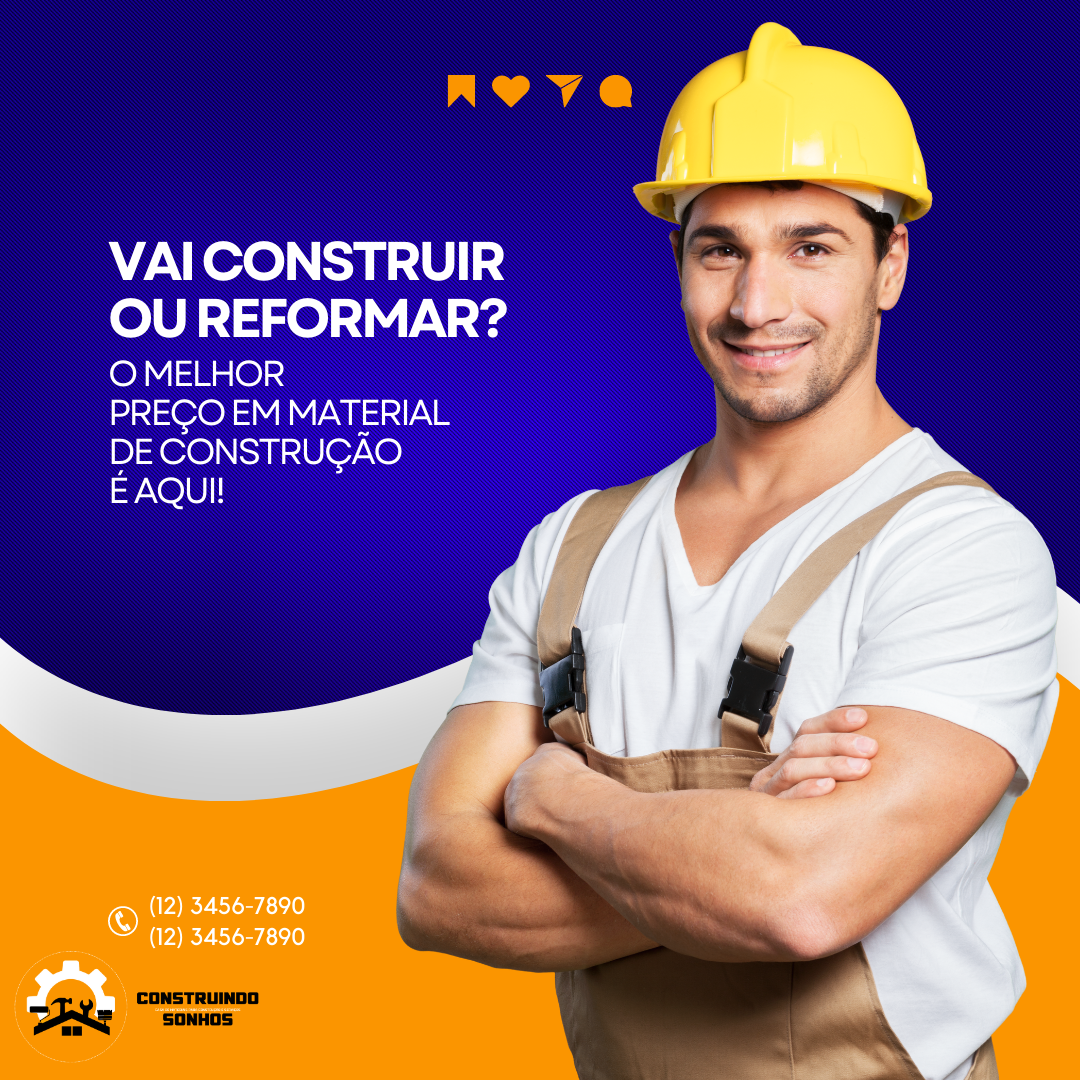 VAI CONSTRUIR
OU REFORMAR?
O MELHOR
PREÇO EM MATERIAL
DE CONSTRUÇÃO
É AQUI!
(12) 3456-7890
(12) 3456-7890
CONSTRUINDO
SONHOS